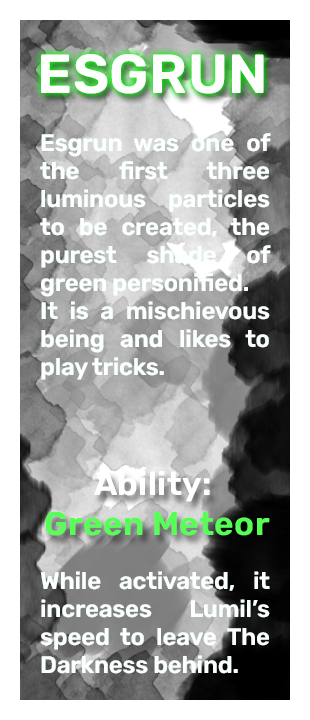 ESGRUN
Esgrun was one of
the first three
luminous particles
to be created, the
purest shade of
green personified.
It is a mischievous
being and likes to
play tricks.
Ability:
Green Meteor
While activated, it
increases Lumil's
speed to leave The
Darkness behind.